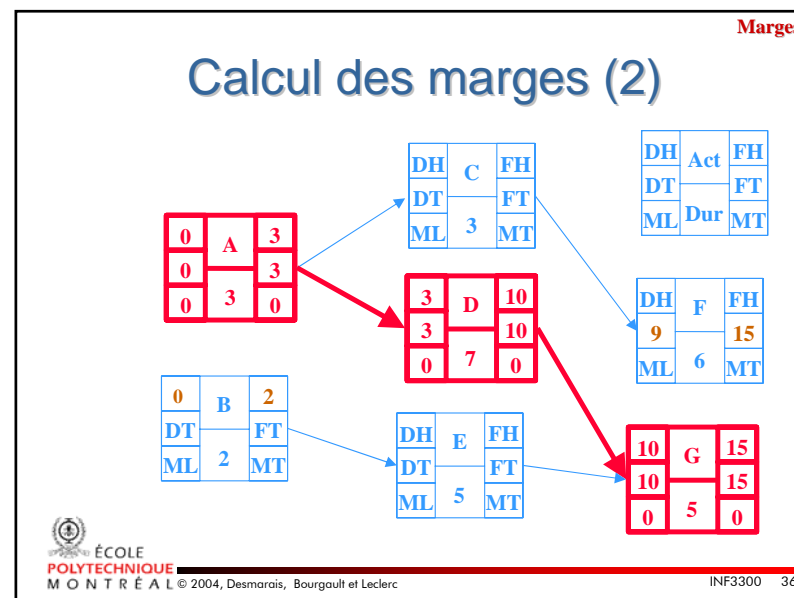 Marges
Calcul des marges (2)
DH C FH
DT FT
ML 3 MT
DH Act FH
DT FT
ML Dur MT
0 A 3
0 3
0 3 0
3 D 10
3 10
0 7 0
DH F FH
9 15
ML 6 MT
0 B 2
DT FT
ML 2 MT
DH E FH
DT FT
ML 5 MT
10 G 15
10 15
0 5 0
ÉCOLE
POLYTECHNIQUE
MONTRÉAL © 2004, Desmarais, Bourgault et Leclerc INF3300 36